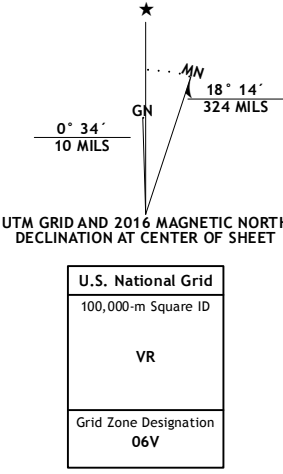 MN
GN
18° 14´
324 MILS
0° 34´
10 MILS
UTM GRID AND 2016 MAGNETIC NORTH
DECLINATION AT CENTER OF SHEET
U.S. National Grid
100,000-m Square ID
VR
Grid Zone Designation
06V